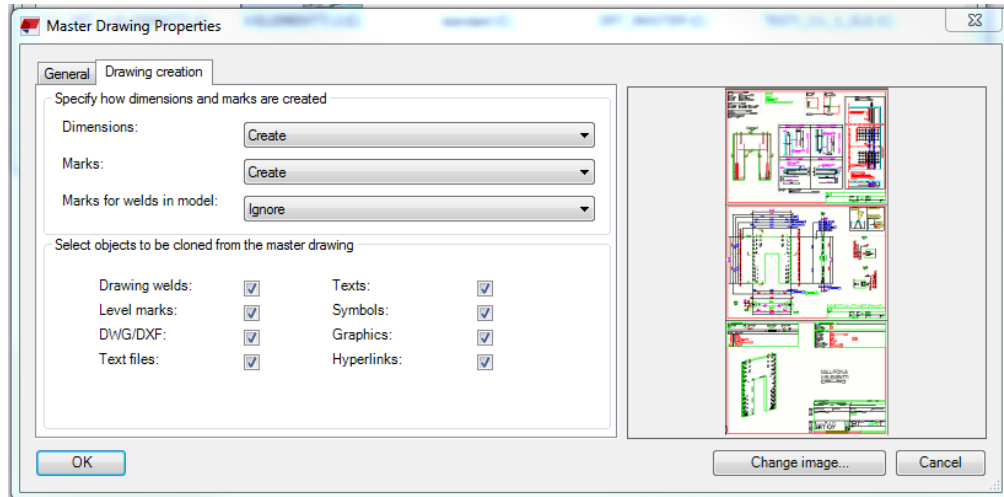 Master Drawing Properties
General
Drawing creation
Specify how dimensions and marks are created
Dimensions:
Create
Marks:
Create
Marks for welds in model:
Ignore
Select objects to be cloned from the master drawing
Drawing welds:
Texts:
Level marks:
Symbols:
DWG/DXF:
Graphics:
Text files:
Hyperlinks:
OK
Change image...
Cancel